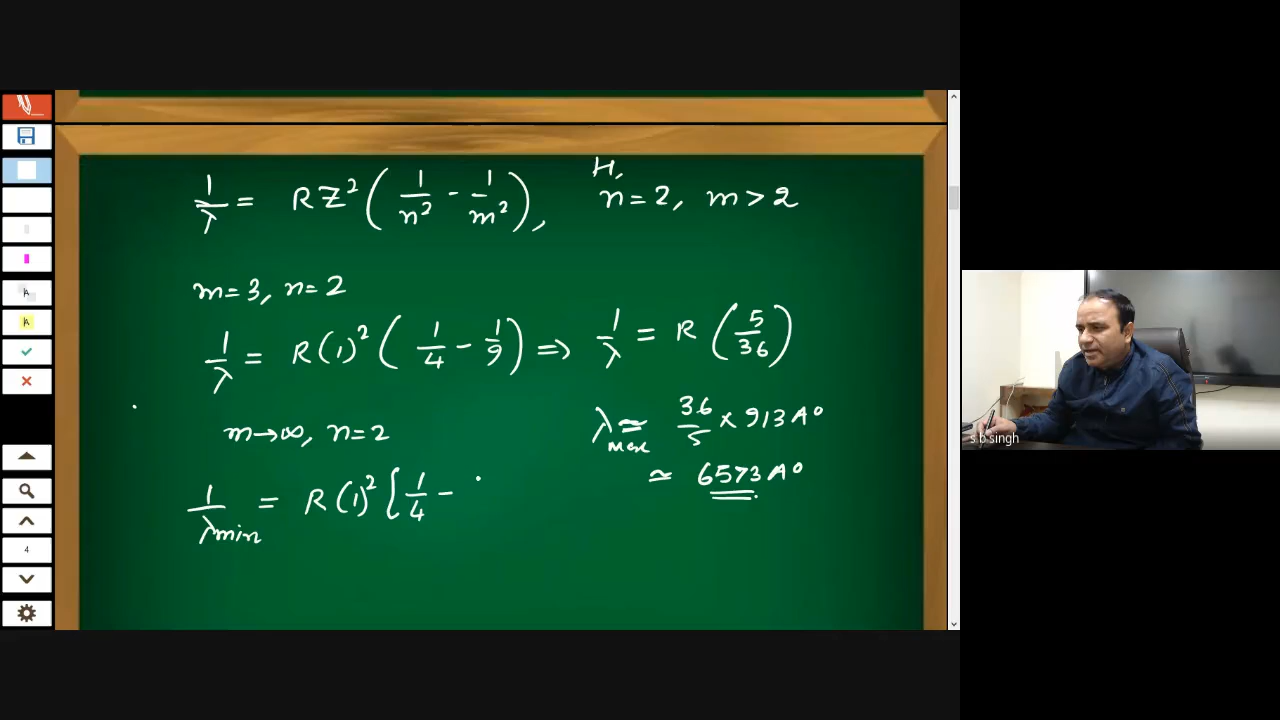 1/λ = RZ² ( 1/n² - 1/m² ), H, n = 2, m > 2
m = 3, n = 2
1/λ = R(1)² ( 1/4 - 1/9 ) ⇒ 1/λ = R ( 5/36 )
λmax ≃ 36/5 × 913 A°
m→∞, n = 2
≃ 6573 A°
1/λmin = R(1)² [ 1/4 -
s b singh
4